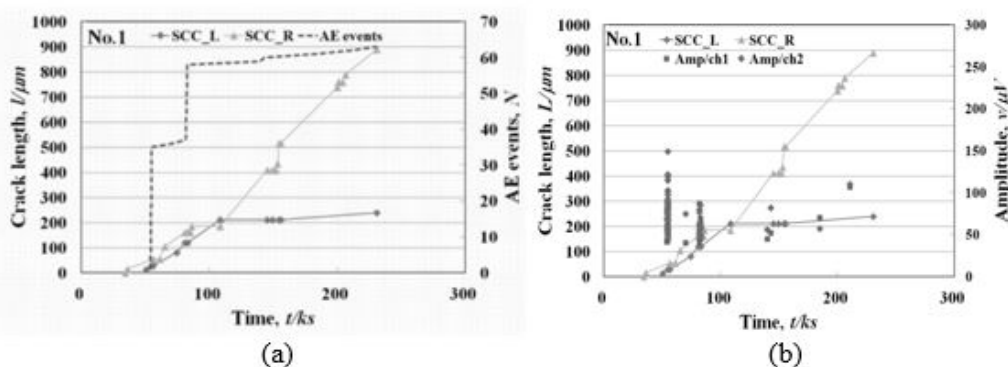 No.1
SCC_L SCC_R AE events
Crack length, l/μm
1000
900
800
700
600
500
400
300
200
100
0
AE events, N
70
60
50
40
30
20
10
0
0 100 200 300
Time, t/ks
(a)
No.1
SCC_L SCC_R
Amp/ch1 Amp/ch2
Crack length, L/μm
1000
900
800
700
600
500
400
300
200
100
0
Amplitude, v/μV
300
250
200
150
100
50
0
0 100 200 300
Time, t/ks
(b)